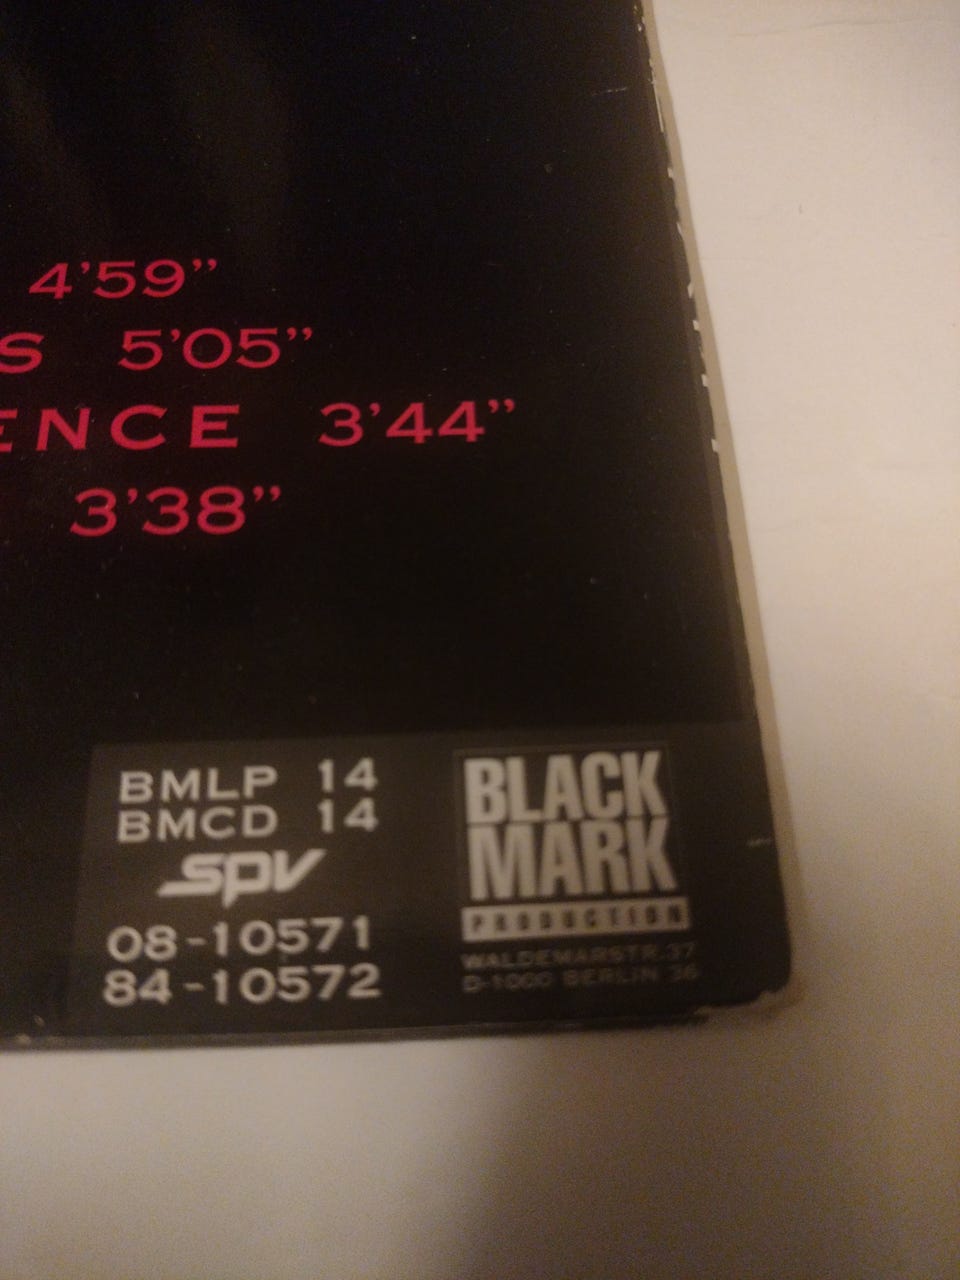 4'59”
S 5'05”
ENCE 3'44”
3'38”
BMLP 14
BMCD 14
SPV
08-10571
84-10572
BLACK
MARK
PRODUCTION
WALDEMARSTR.37
D-1000 BERLIN 36